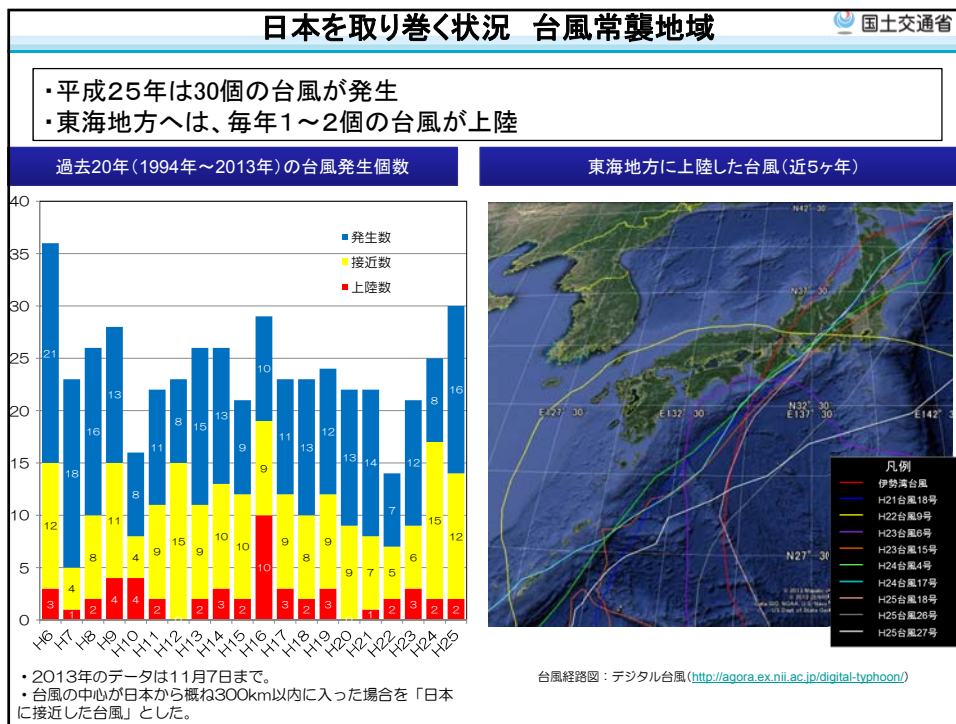 日本を取り巻く状況　台風常襲地域
国土交通省
・平成25年は30個の台風が発生
・東海地方へは、毎年１～２個の台風が上陸
過去20年（1994年～2013年）の台風発生個数
東海地方に上陸した台風（近5ヶ年）
40
35
30
25
20
15
10
5
0
発生数
接近数
上陸数
21 18 16 13 8 11 8 15 13 9 10 11 13 12 13 14 7 12 8 16
12 4 8 11 4 9 15 9 10 10 9 9 8 9 9 7 5 6 15 12
3 1 2 4 4 2 2 3 2 10 3 2 3 1 2 3 2 2
H6 H7 H8 H9 H10 H11 H12 H13 H14 H15 H16 H17 H18 H19 H20 H21 H22 H23 H24 H25
・2013年のデータは11月7日まで。
・台風の中心が日本から概ね300km以内に入った場合を「日本
に接近した台風」とした。
N42° 30
N37° 30
E127° 30
E132° 30
N32° 30
E137° 30
E142° 30
N27° 30
凡例
伊勢湾台風
H21台風18号
H22台風9号
H23台風6号
H23台風15号
H24台風4号
H24台風17号
H25台風18号
H25台風26号
H25台風27号
台風経路図：デジタル台風（http://agora.ex.nii.ac.jp/digital-typhoon/）